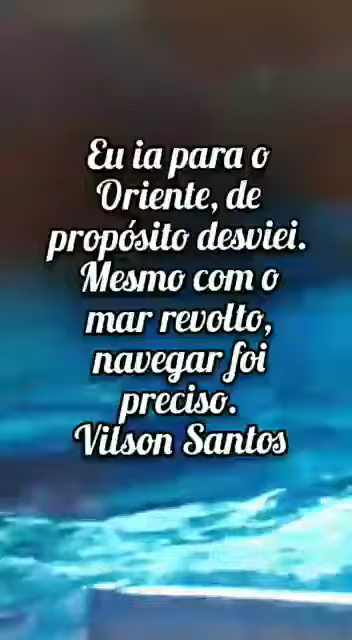 Eu ia para o
Oriente, de
propósito desviei.
Mesmo com o
mar revolto,
navegar foi
preciso.
Vilson Santos